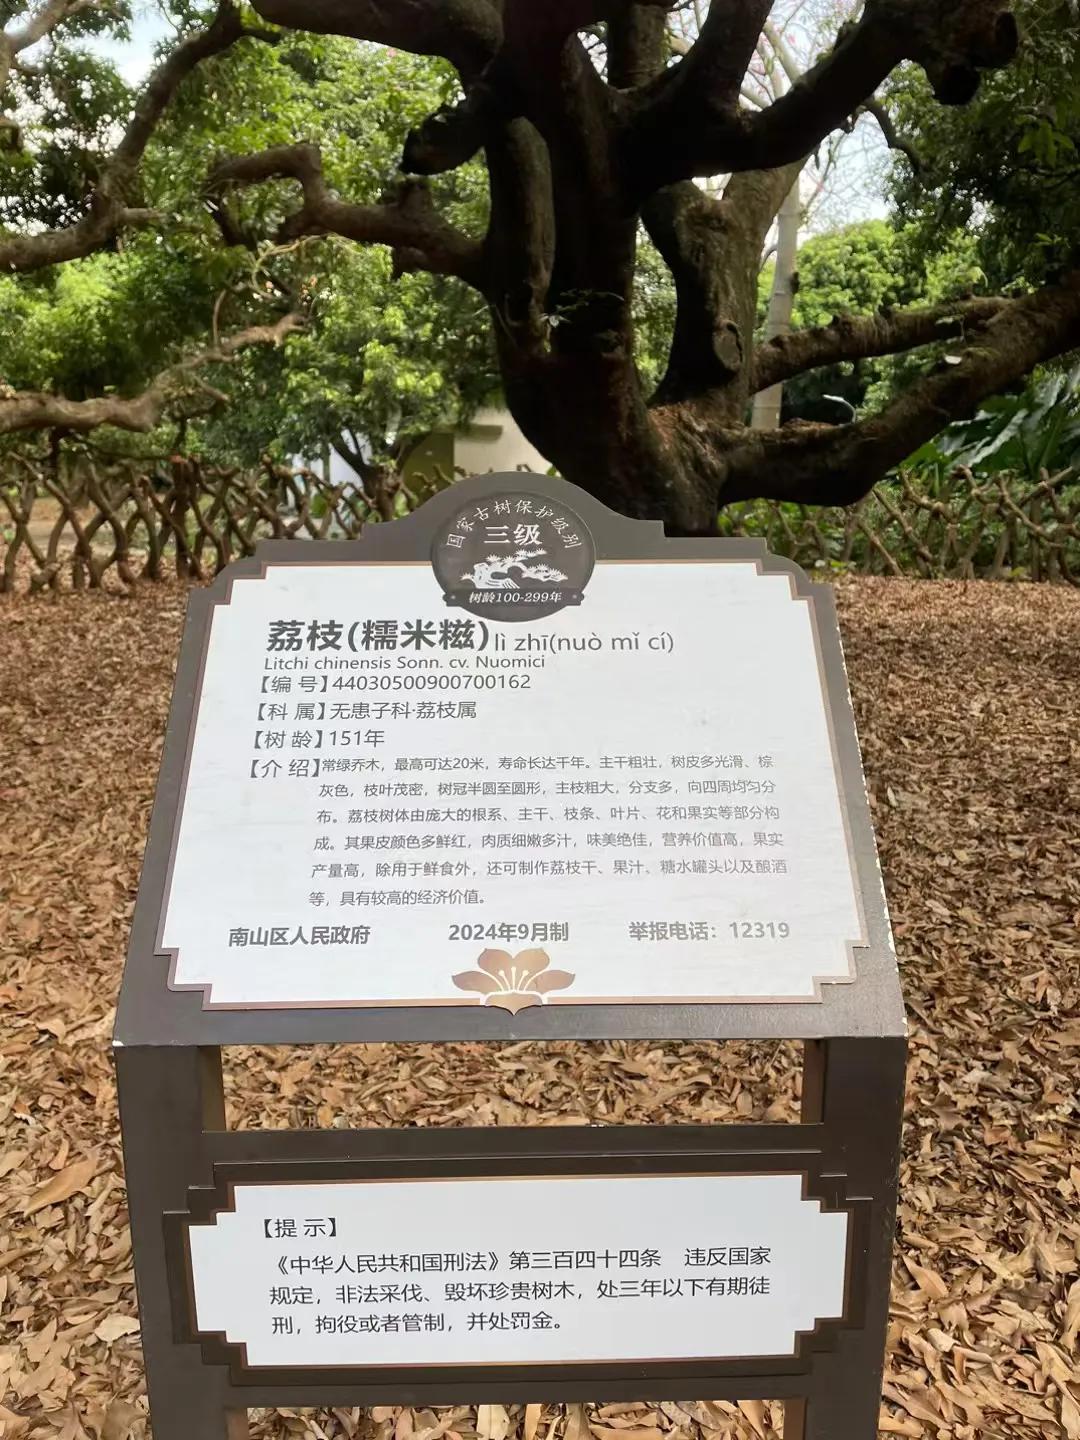 国家古树保护级别
三级
树龄100-299年
荔枝(糯米糍)lì zhī(nuò mǐ cí)
Litchi chinensis Sonn. cv. Nuomici
【编 号】44030500900700162
【科 属】无患子科·荔枝属
【树 龄】151年
【介 绍】常绿乔木，最高可达20米，寿命长达千年。主干粗壮，树皮多光滑、棕
灰色，枝叶茂密，树冠半圆至圆形，主枝粗大，分支多，向四周均匀分
布。荔枝树体由庞大的根系、主干、枝条、叶片、花和果实等部分构
成。其果皮颜色多鲜红，肉质细嫩多汁，味美绝佳，营养价值高，果实
产量高，除用于鲜食外，还可制作荔枝干、果汁、糖水罐头以及酿酒
等，具有较高的经济价值。
南山区人民政府 2024年9月制 举报电话：12319
【提 示】
《中华人民共和国刑法》第三百四十四条 违反国家
规定，非法采伐、毁坏珍贵树木，处三年以下有期徒
刑，拘役或者管制，并处罚金。